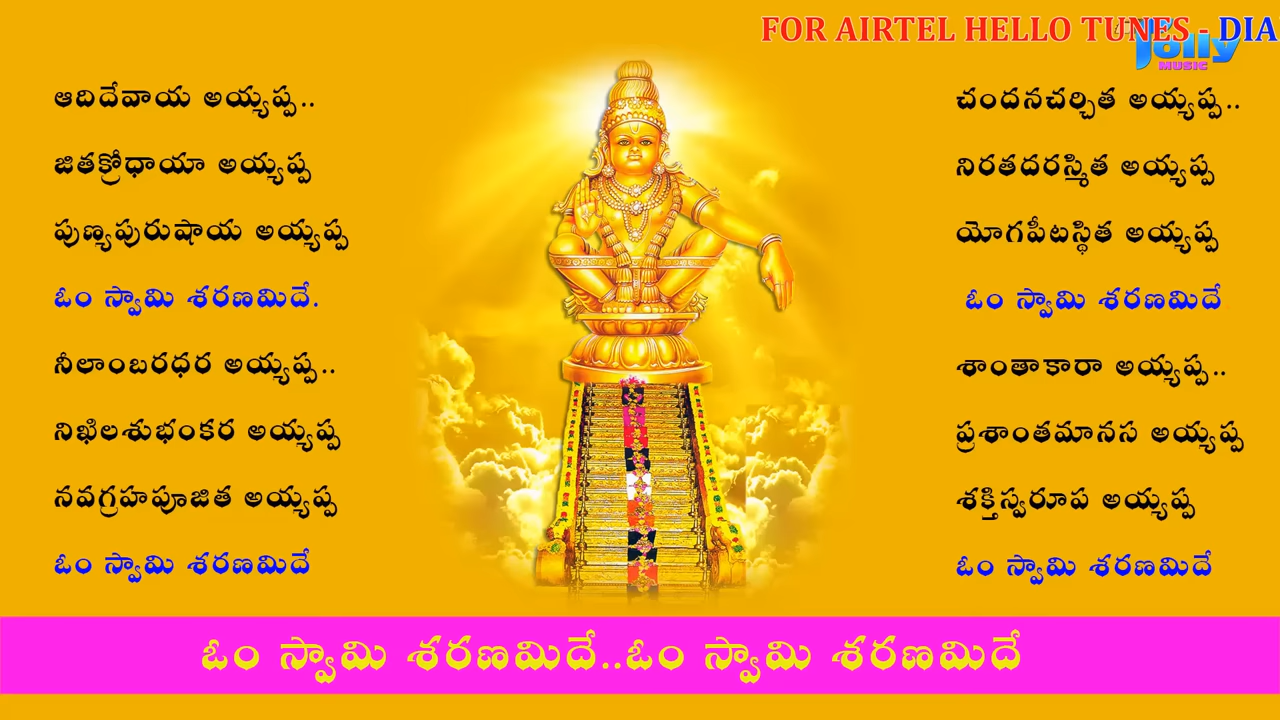 FOR AIRTEL HELLO TUNES - DIA
Jolly
MUSIC
ఆదిదేవాయ అయ్యప్ప..
జితక్రోధాయా అయ్యప్ప
పుణ్యపురుషాయ అయ్యప్ప
ఓం స్వామి శరణమిదే.
నీలాంబరధర అయ్యప్ప..
నిఖిలశుభంకర అయ్యప్ప
నవగ్రహపూజిత అయ్యప్ప
ఓం స్వామి శరణమిదే
చందనచర్చిత అయ్యప్ప..
నిరతదరస్మిత అయ్యప్ప
యోగపీటస్థిత అయ్యప్ప
ఓం స్వామి శరణమిదే
శాంతాకారా అయ్యప్ప..
ప్రశాంతమానస అయ్యప్ప
శక్తిస్వరూప అయ్యప్ప
ఓం స్వామి శరణమిదే
ఓం స్వామి శరణమిదే..ఓం స్వామి శరణమిదే